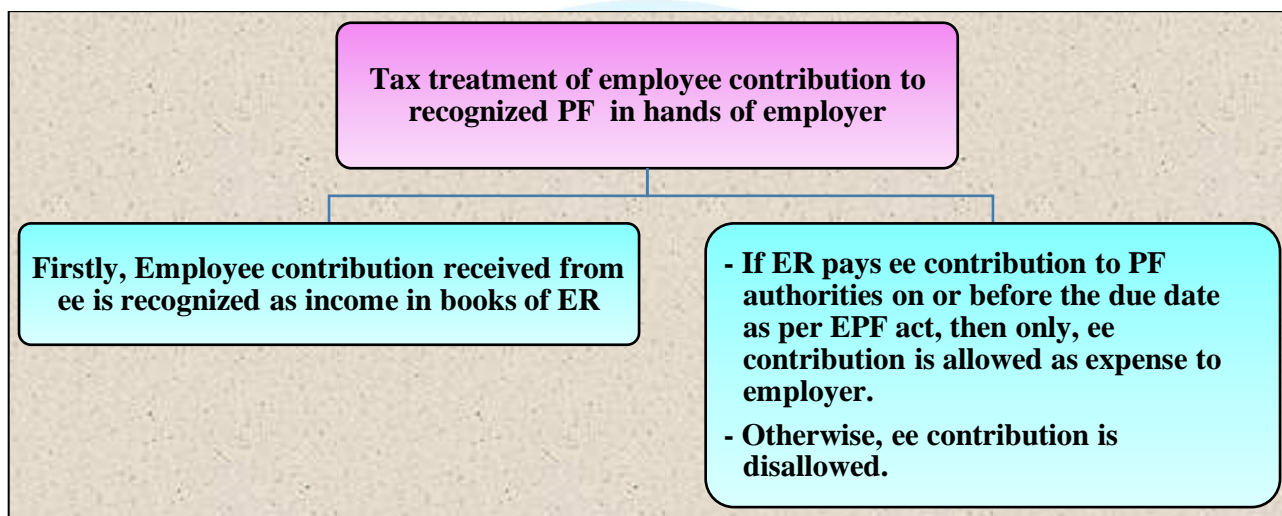 Tax treatment of employee contribution to
recognized PF in hands of employer
Firstly, Employee contribution received from
ee is recognized as income in books of ER
- If ER pays ee contribution to PF
authorities on or before the due date
as per EPF act, then only, ee
contribution is allowed as expense to
employer.
- Otherwise, ee contribution is
disallowed.